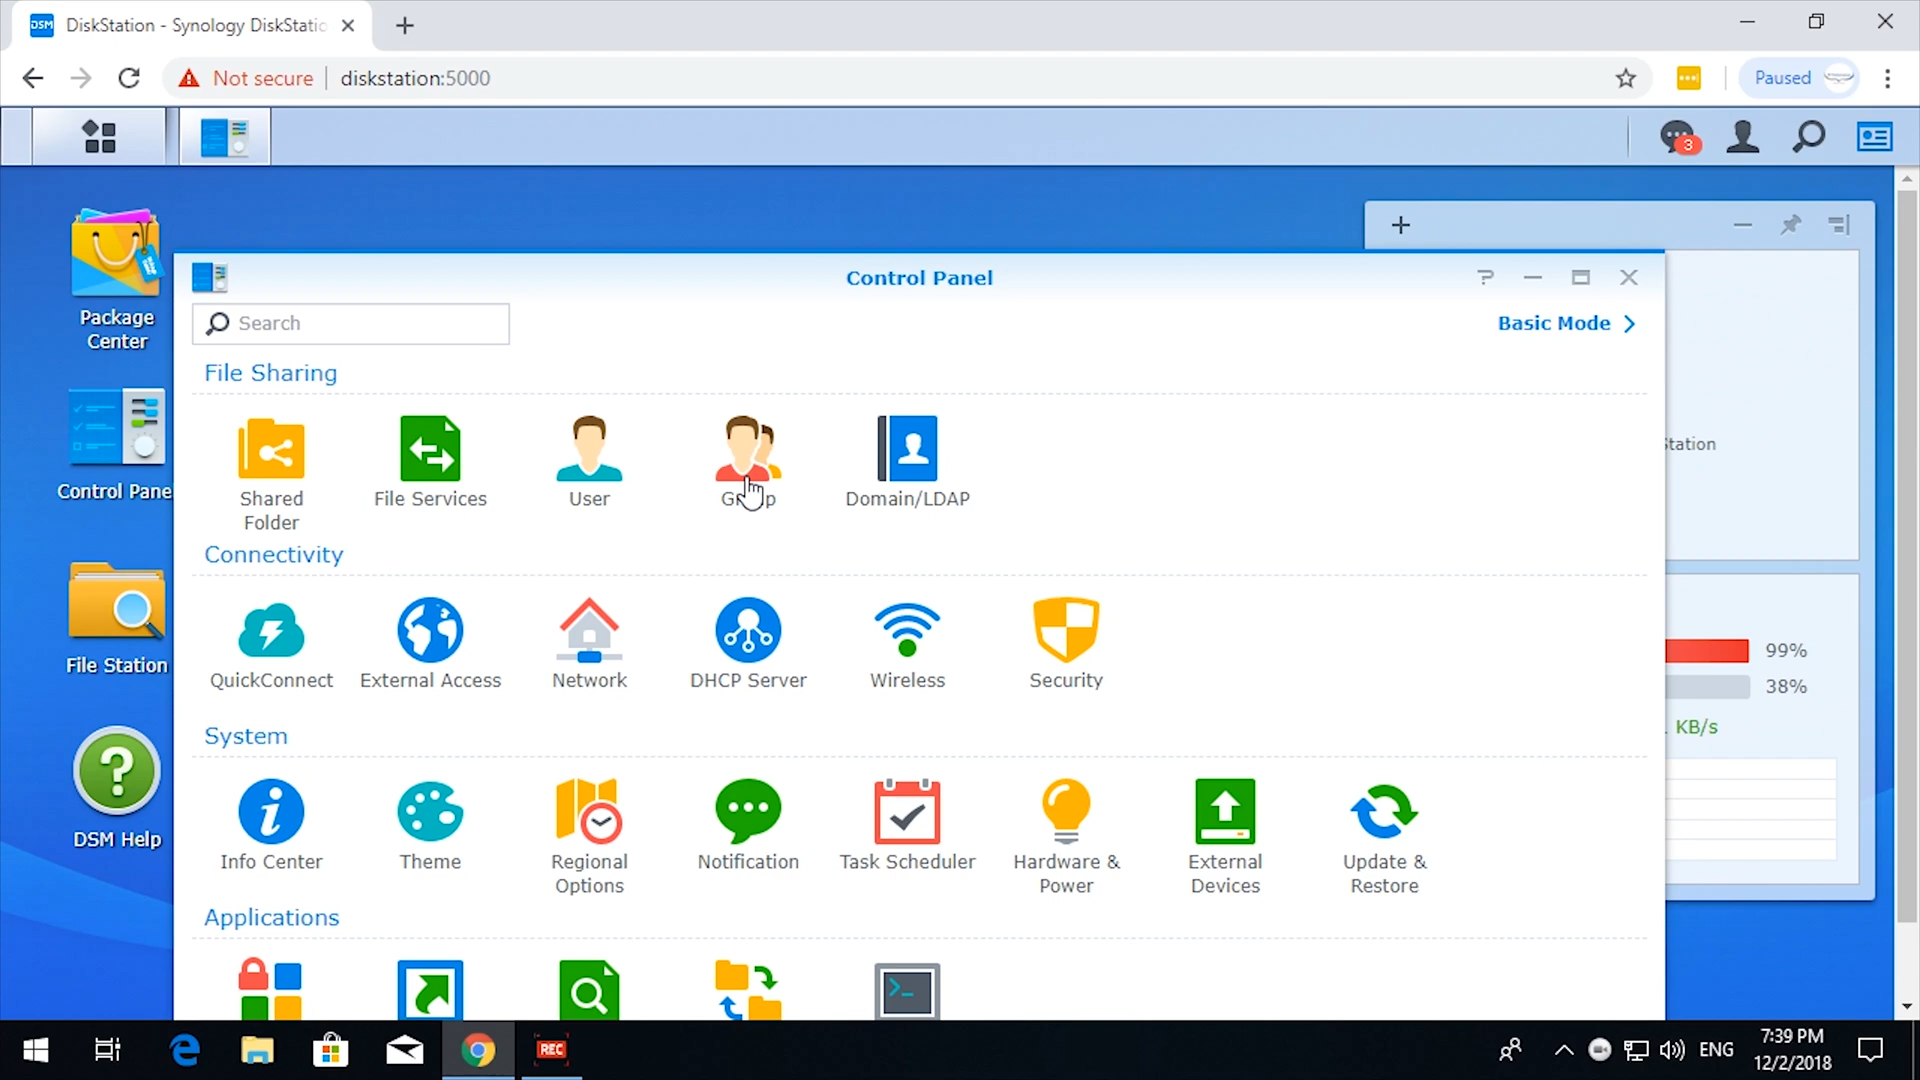 DSM
DiskStation - Synology DiskStatio
Not secure
diskstation:5000
Paused
3
Package
Center
Control Pane
File Station
DSM Help
Control Panel
Search
Basic Mode
File Sharing
Shared
Folder
File Services
User
Domain/LDAP
Connectivity
QuickConnect
External Access
Network
DHCP Server
Wireless
Security
System
Info Center
Theme
Regional
Options
Notification
Task Scheduler
Hardware &
Power
External
Devices
Update &
Restore
Applications
Station
99%
38%
KB/s
REC
ENG
7:39 PM
12/2/2018